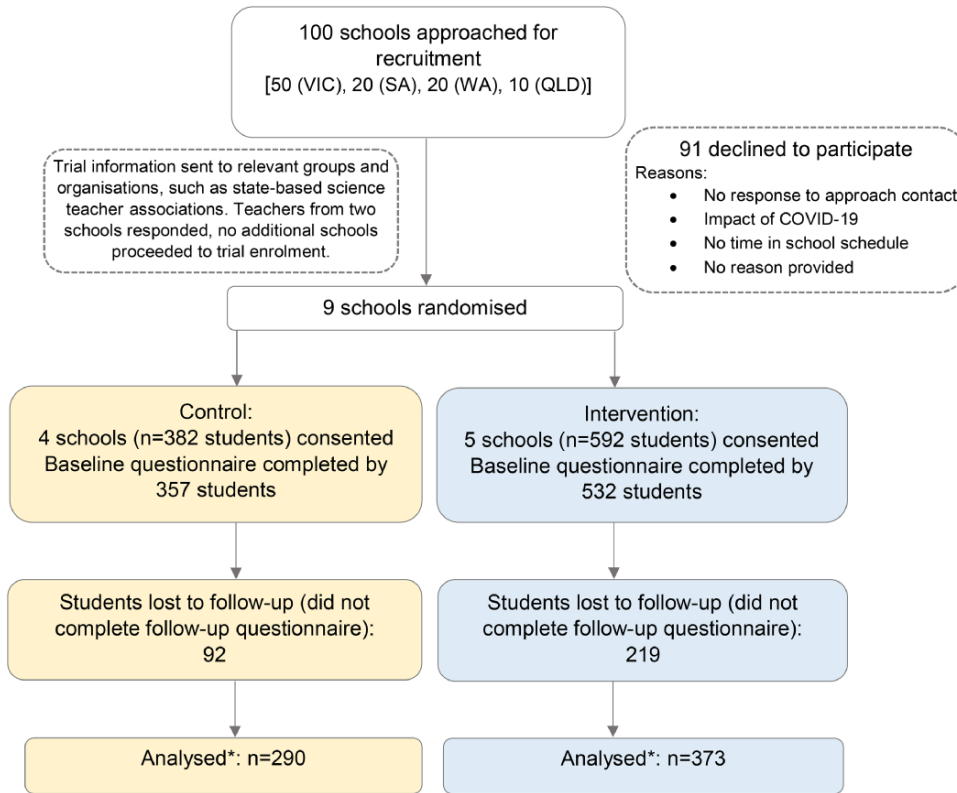 100 schools approached for
recruitment
[50 (VIC), 20 (SA), 20 (WA), 10 (QLD)]
Trial information sent to relevant groups and
organisations, such as state-based science
teacher associations. Teachers from two
schools responded, no additional schools
proceeded to trial enrolment.
91 declined to participate
Reasons:
• No response to approach contact
• Impact of COVID-19
• No time in school schedule
• No reason provided
9 schools randomised
Control:
4 schools (n=382 students) consented
Baseline questionnaire completed by
357 students
Intervention:
5 schools (n=592 students) consented
Baseline questionnaire completed by
532 students
Students lost to follow-up (did not
complete follow-up questionnaire):
92
Students lost to follow-up (did not
complete follow-up questionnaire):
219
Analysed*: n=290
Analysed*: n=373